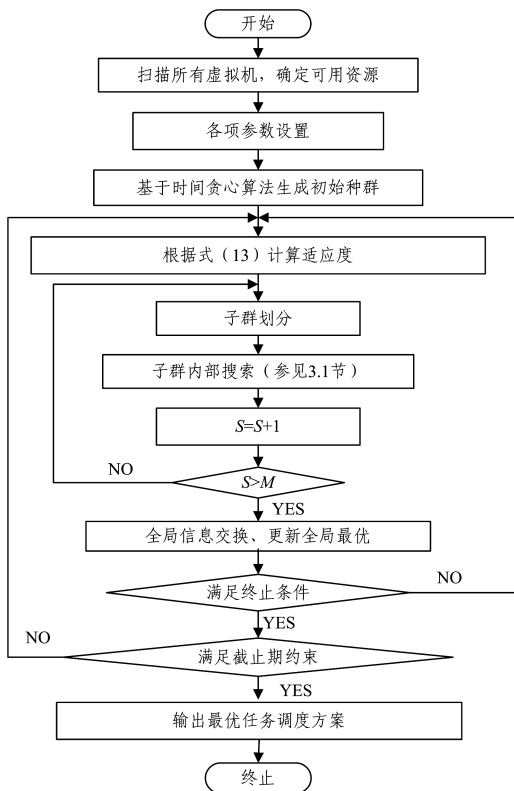 开始
扫描所有虚拟机，确定可用资源
各项参数设置
基于时间贪心算法生成初始种群
根据式（13）计算适应度
子群划分
子群内部搜索（参见3.1节）
S=S+1
NO
S>M
YES
全局信息交换、更新全局最优
满足终止条件
NO
YES
NO
满足截止期约束
YES
输出最优任务调度方案
终止